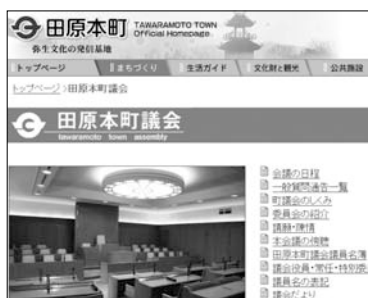 田原本町 TAWARAMOTO TOWN
Official Homepage
弥生文化の発信基地
トップページ
まちづくり
生活ガイド
文化財と観光
公共施設
トップページ>田原本町議会
田原本町議会
tawaramoto town assembly
会議の日程
一般質問通告一覧
町議会のしくみ
委員会の紹介
請願・陳情
本会議の傍聴
田原本町議会議員名簿
議会役員・常任・特別委
議員名の表記
議会だより